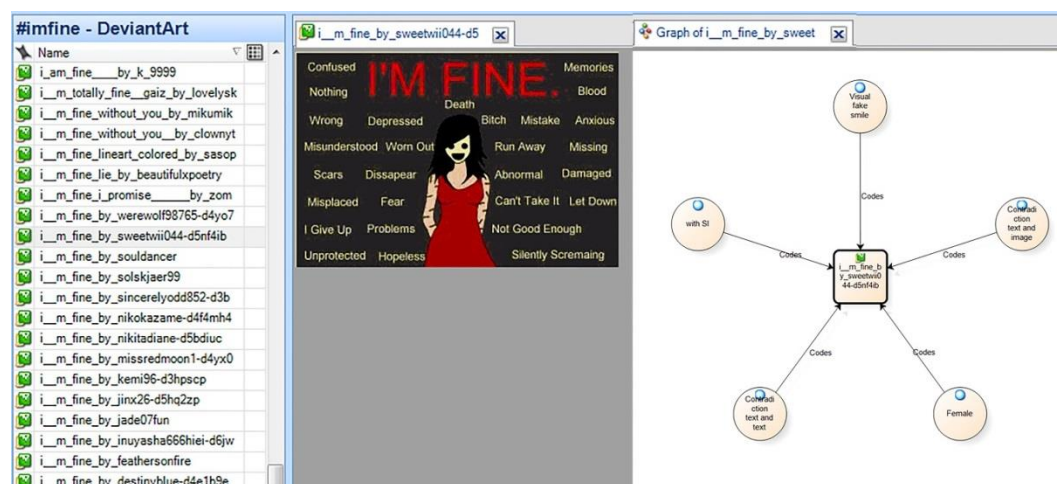 #imfine - DeviantArt
Name
i_am_fine____by_k_9999
i__m_totally_fine__gaiz_by_lovelysk
i__m_fine_without_you_by_mikumik
i__m_fine_without_you__by_clownyt
i__m_fine_lineart_colored_by_sasop
i__m_fine_lie_by_beautifulxpoetry
i__m_fine_i_promise______by_zom
i__m_fine_by_werewolf98765-d4yo7
i__m_fine_by_sweetwii044-d5nf4ib
i__m_fine_by_souldancer
i__m_fine_by_solskjaer99
i__m_fine_by_sincerelyodd852-d3b
i__m_fine_by_nikokazame-d4f4mh4
i__m_fine_by_nikitadiane-d5bdiuc
i__m_fine_by_missredmoon1-d4yx0
i__m_fine_by_kemi96-d3hpscp
i__m_fine_by_jinx26-d5hq2zp
i__m_fine_by_jade07fun
i__m_fine_by_inuyasha666hiei-d6jw
i__m_fine_by_feathersonfire
i__m_fine_by_destinyblue-d4e1b9e
i__m_fine_by_sweetwii044-d5
Confused I'M FINE. Memories
Nothing Blood
Death
Wrong Depressed Bitch Mistake Anxious
Misunderstood Worn Out Run Away Missing
Scars Dissapear Abnormal Damaged
Misplaced Fear Can't Take It Let Down
I Give Up Problems Not Good Enough
Unprotected Hopeless Silently Scremaing
Graph of i__m_fine_by_sweet
Visual
fake
smile
Codes
with SI
Codes
Contradi
ction
text and
image
Codes
i__m_fine_b
y_sweetwii0
44-d5nf4ib
Codes
Contradi
ction
text and
text
Codes
Female